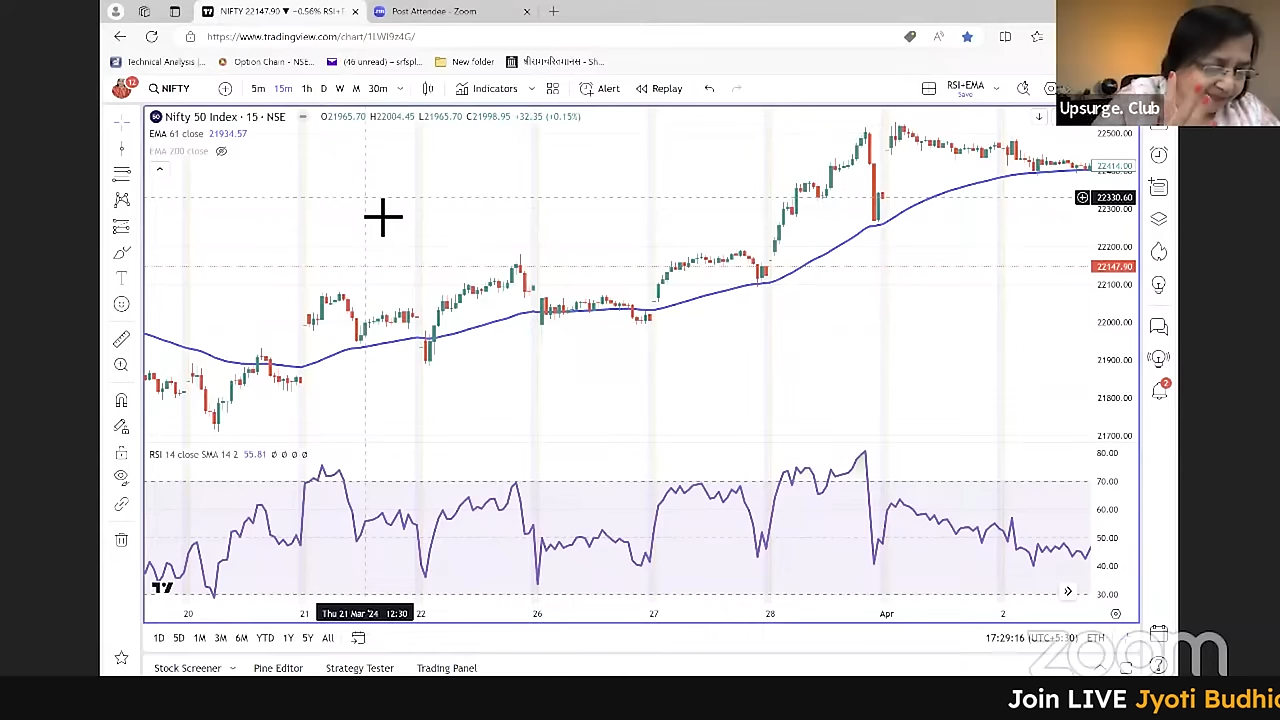 NIFTY 22147.90 ▼ −0.56% RSI+E
Post Attendee - Zoom
https://www.tradingview.com/chart/1LWI9z4G/
Technical Analysis |...
Option Chain - NSE...
(46 unread) - srfspl...
New folder
- Sh...
12
NIFTY
5m 15m 1h D W M 30m
Indicators
Alert
Replay
RSI+EMA
Save
Upsurge. Club
Nifty 50 Index · 15 · NSE
O21965.70 L21965.70 C21998.95 +32.35 (+0.15%)
EMA 61 close 21934.57
EMA 200 close
22500.00
22414.00
22330.60
22300.00
22200.00
22147.90
22100.00
22000.00
21900.00
21800.00
21700.00
2
RSI 14 close SMA 14 2 55.81
80.00
70.00
60.00
50.00
40.00
30.00
20 21 Thu 21 Mar '24 12:30 22 26 27 28 Apr 2
1D 5D 1M 3M 6M YTD 1Y 5Y All
17:29:16 (UTC+5:30) ETH
zoom
Stock Screener
Pine Editor
Strategy Tester
Trading Panel
Join LIVE Jyoti Budhi